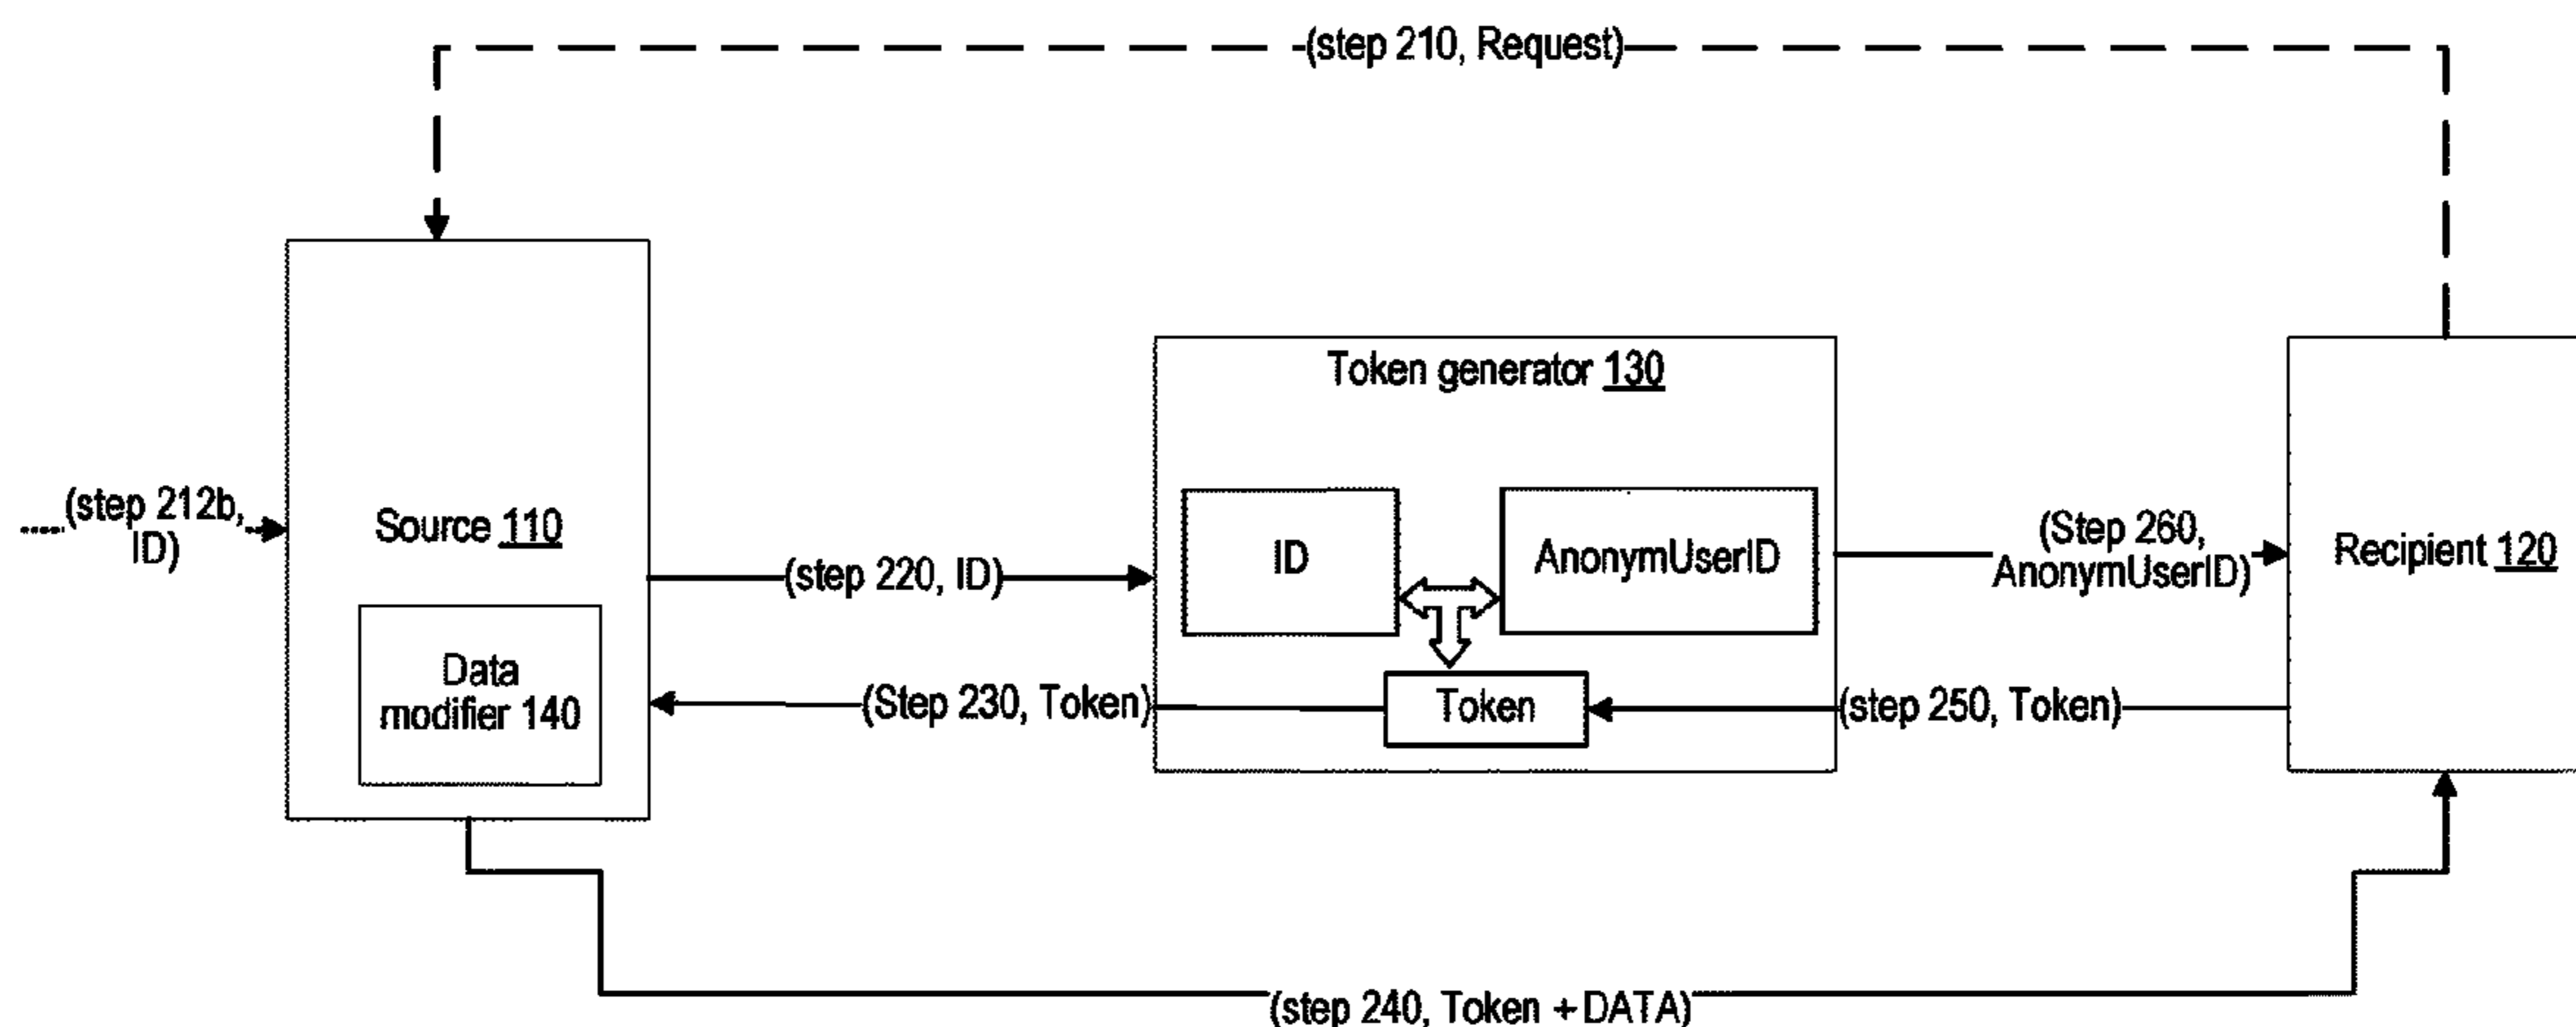 (step 210, Request)
Token generator 130
(step 212b,
ID)
Source 110
ID
AnonymUserID
(Step 260,
AnonymUserID)
Recipient 120
(step 220, ID)
Data
modifier 140
(Step 230, Token)
Token
(step 250, Token)
(step 240, Token + DATA)